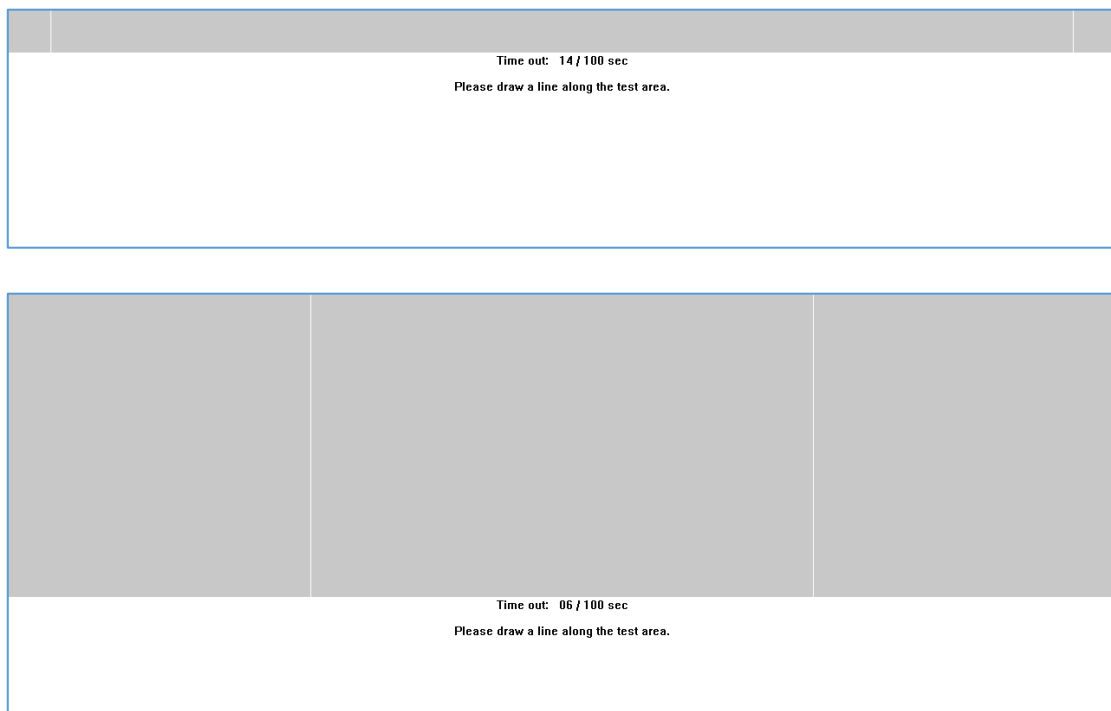 Time out: 14 / 100 sec
Please draw a line along the test area.
Time out: 06 / 100 sec
Please draw a line along the test area.